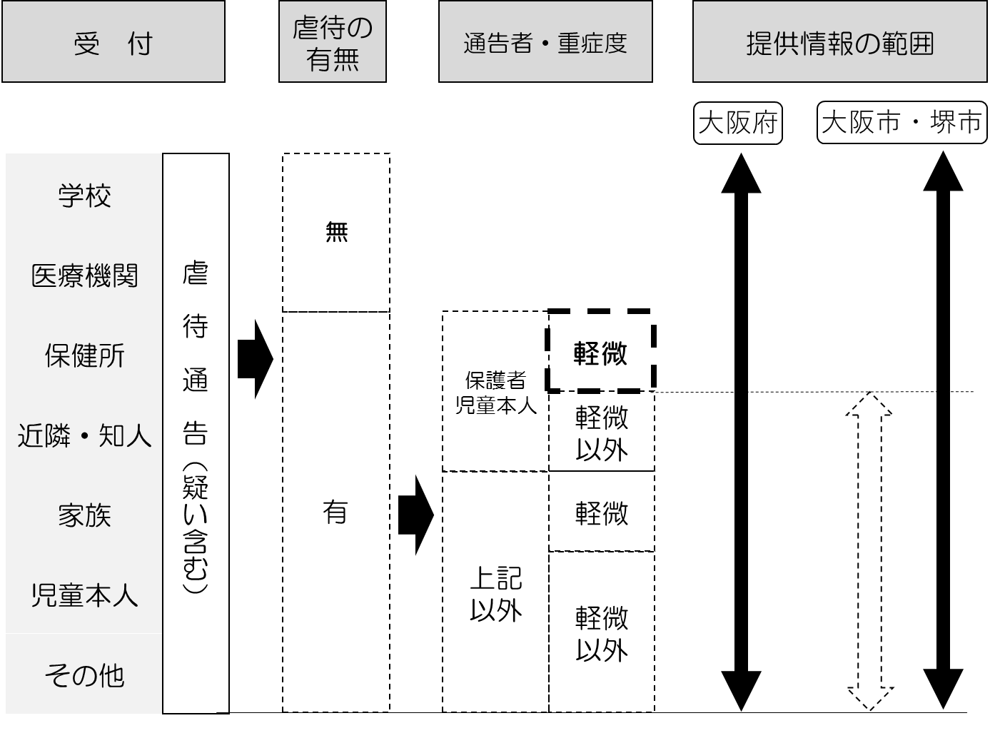 受　付
虐待の
有無
通告者・重症度
提供情報の範囲
大阪府
大阪市・堺市
学校
医療機関
保健所
近隣・知人
家族
児童本人
その他
虐待通告（疑い含む）
無
有
保護者
児童本人
軽微
軽微
以外
上記
以外
軽微
軽微
以外